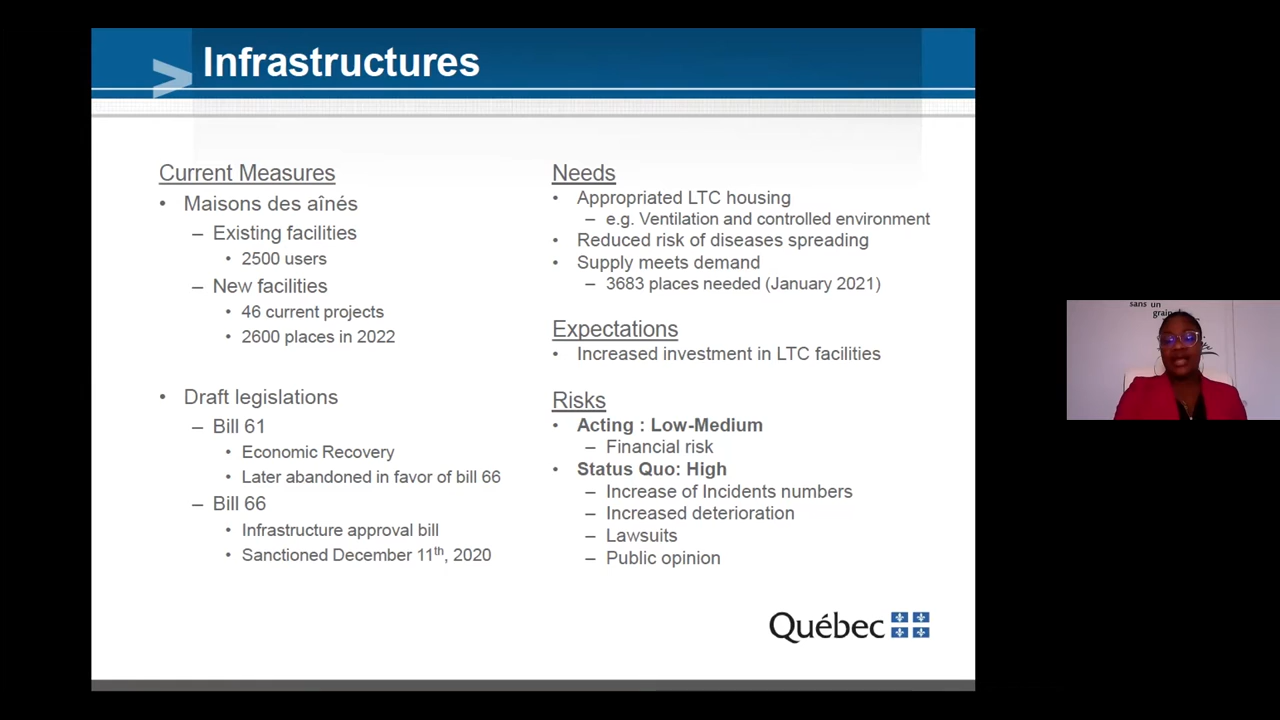 Infrastructures
Current Measures
• Maisons des aînés
– Existing facilities
• 2500 users
– New facilities
• 46 current projects
• 2600 places in 2022
• Draft legislations
– Bill 61
• Economic Recovery
• Later abandoned in favor of bill 66
– Bill 66
• Infrastructure approval bill
• Sanctioned December 11th, 2020
Needs
• Appropriated LTC housing
– e.g. Ventilation and controlled environment
• Reduced risk of diseases spreading
• Supply meets demand
– 3683 places needed (January 2021)
Expectations
• Increased investment in LTC facilities
Risks
• Acting : Low-Medium
– Financial risk
• Status Quo: High
– Increase of Incidents numbers
– Increased deterioration
– Lawsuits
– Public opinion
Québec
sans un